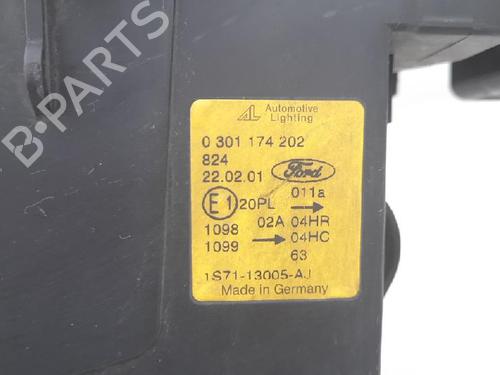 B-PARTS
AL Automotive
Lighting
0 301 174 202
824
22.02.01 Ford
E1 20PL 011a
02A 04HR
1098
1099 04HC
63
1S71-13005-AJ
Made in Germany